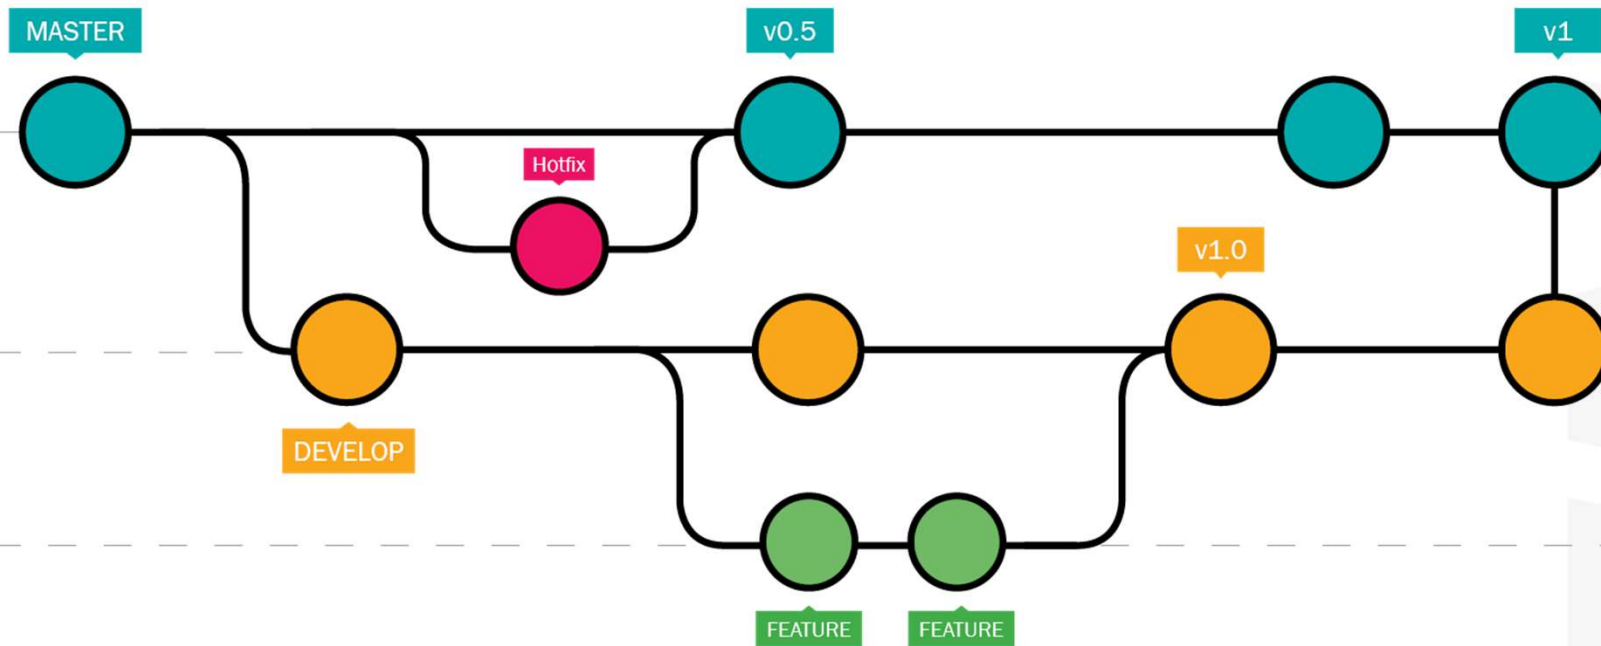 MASTER
v0.5
v1
Hotfix
v1.0
DEVELOP
FEATURE
FEATURE